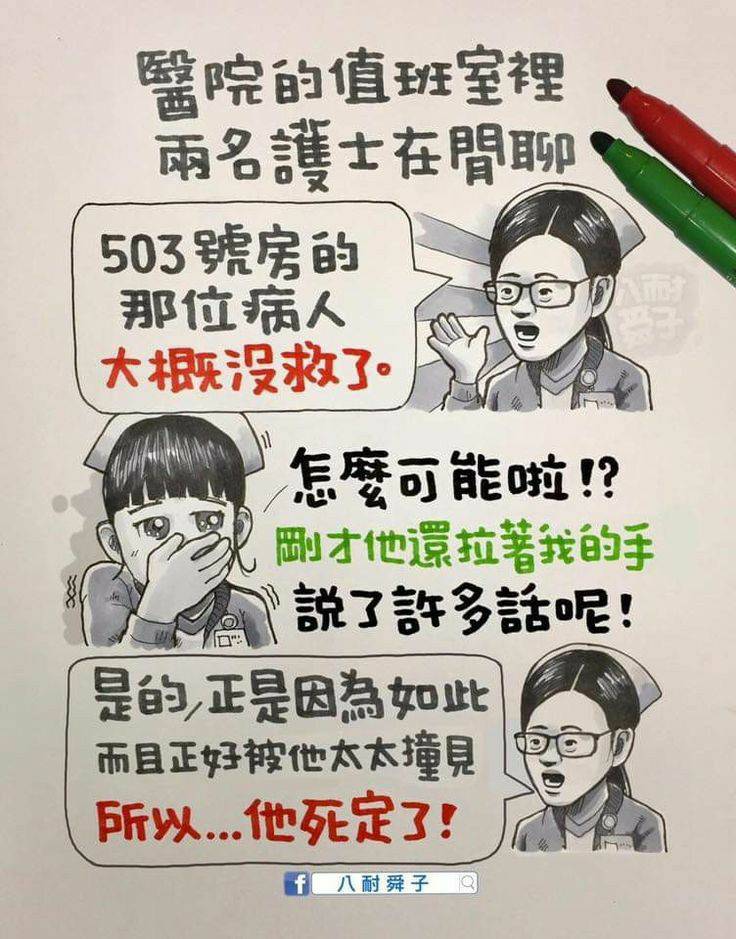 醫院的值班室裡
兩名護士在閒聊
503號房的
那位病人
大概沒救了。
怎麼可能啦!?
剛才他還拉著我的手
說了許多話呢!
是的,正是因為如此
而且正好被他太太撞見
所以...他死定了!
f 八耐舜子
八耐
舜子